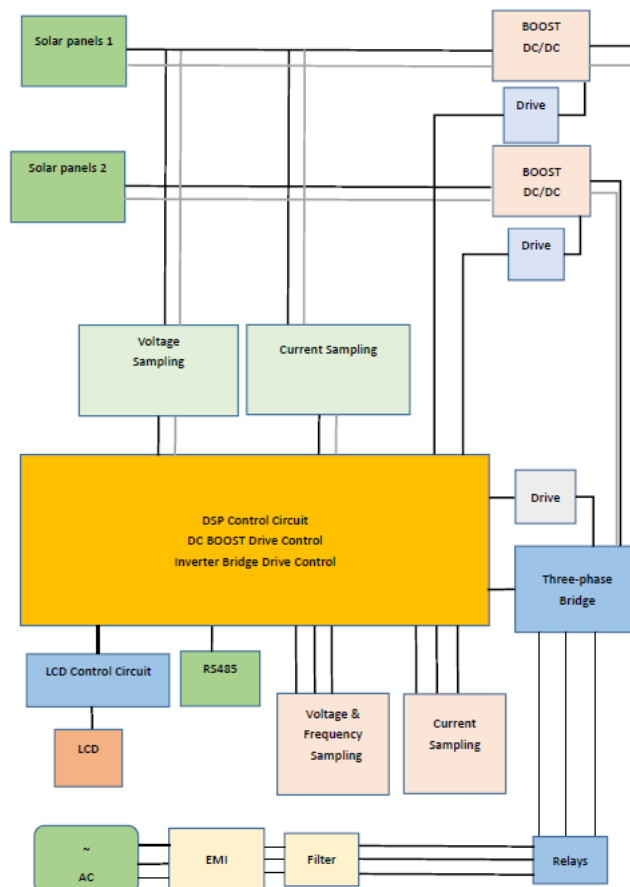 Solar panels 1
BOOST
DC/DC
Drive
Solar panels 2
BOOST
DC/DC
Drive
Voltage
Sampling
Current Sampling
DSP Control Circuit
DC BOOST Drive Control
Inverter Bridge Drive Control
Drive
Three-phase
Bridge
LCD Control Circuit
RS485
LCD
Voltage &
Frequency
Sampling
Current
Sampling
~
AC
EMI
Filter
Relays